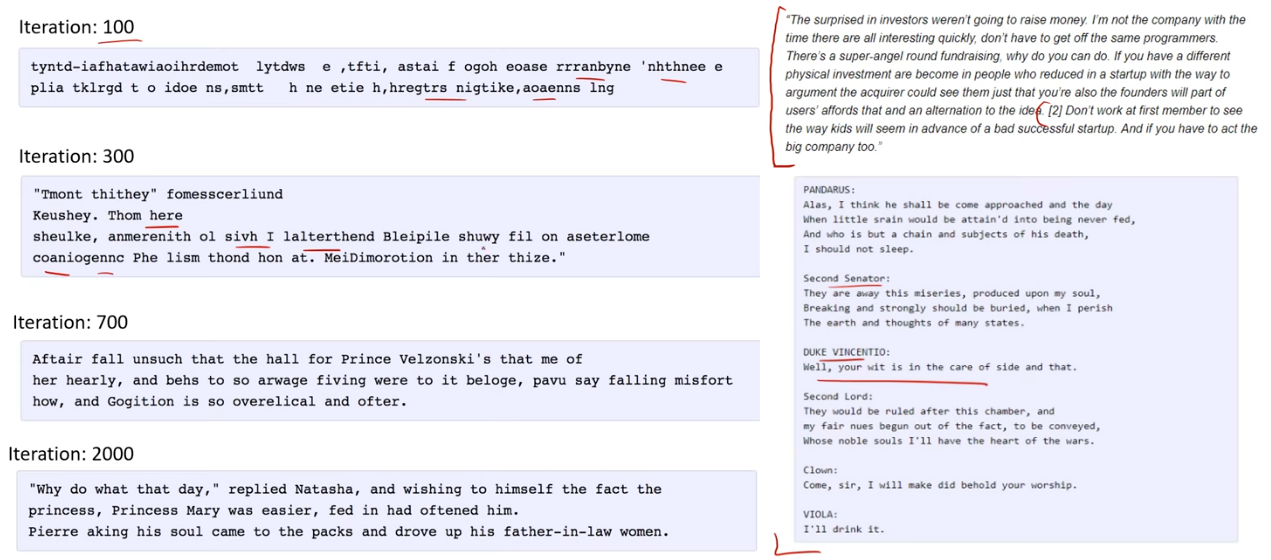 Iteration: 100
tyntd-iafhatawiaoihrdemot  lytdws  e ,tfti, astai f ogoh eoase rrranbyne 'nhthnee e
plia tklrgd t o idoe ns,smtt   h ne etie h,hregtrs nigtike,aoaenns lng
Iteration: 300
"Tmont thithey" fomesscerliund
Keushey. Thom here
sheulke, anmerenith ol sivh I lalterthend Bleipile shuwy fil on aseterlome
coaniogennc Phe lism thond hon at. MeiDimorotion in ther thize."
Iteration: 700
Aftair fall unsuch that the hall for Prince Velzonski's that me of
her hearly, and behs to so arwage fiving were to it beloge, pavu say falling misfort
how, and Gogition is so overelical and ofter.
Iteration: 2000
"Why do what that day," replied Natasha, and wishing to himself the fact the
princess, Princess Mary was easier, fed in had oftened him.
Pierre aking his soul came to the packs and drove up his father-in-law women.
"The surprised in investors weren't going to raise money. I'm not the company with the
time there are all interesting quickly, don't have to get off the same programmers.
There's a super-angel round fundraising, why do you can do. If you have a different
physical investment are become in people who reduced in a startup with the way to
argument the acquirer could see them just that you're also the founders will part of
users' affords that and an alternation to the idea. [2] Don't work at first member to see
the way kids will seem in advance of a bad successful startup. And if you have to act the
big company too."
PANDARUS:
Alas, I think he shall be come approached and the day
When little srain would be attain'd into being never fed,
And who is but a chain and subjects of his death,
I should not sleep.
Second Senator:
They are away this miseries, produced upon my soul,
Breaking and strongly should be buried, when I perish
The earth and thoughts of many states.
DUKE VINCENTIO:
Well, your wit is in the care of side and that.
Second Lord:
They would be ruled after this chamber, and
my fair nues begun out of the fact, to be conveyed,
Whose noble souls I'll have the heart of the wars.
Clown:
Come, sir, I will make did behold your worship.
VIOLA:
I'll drink it.